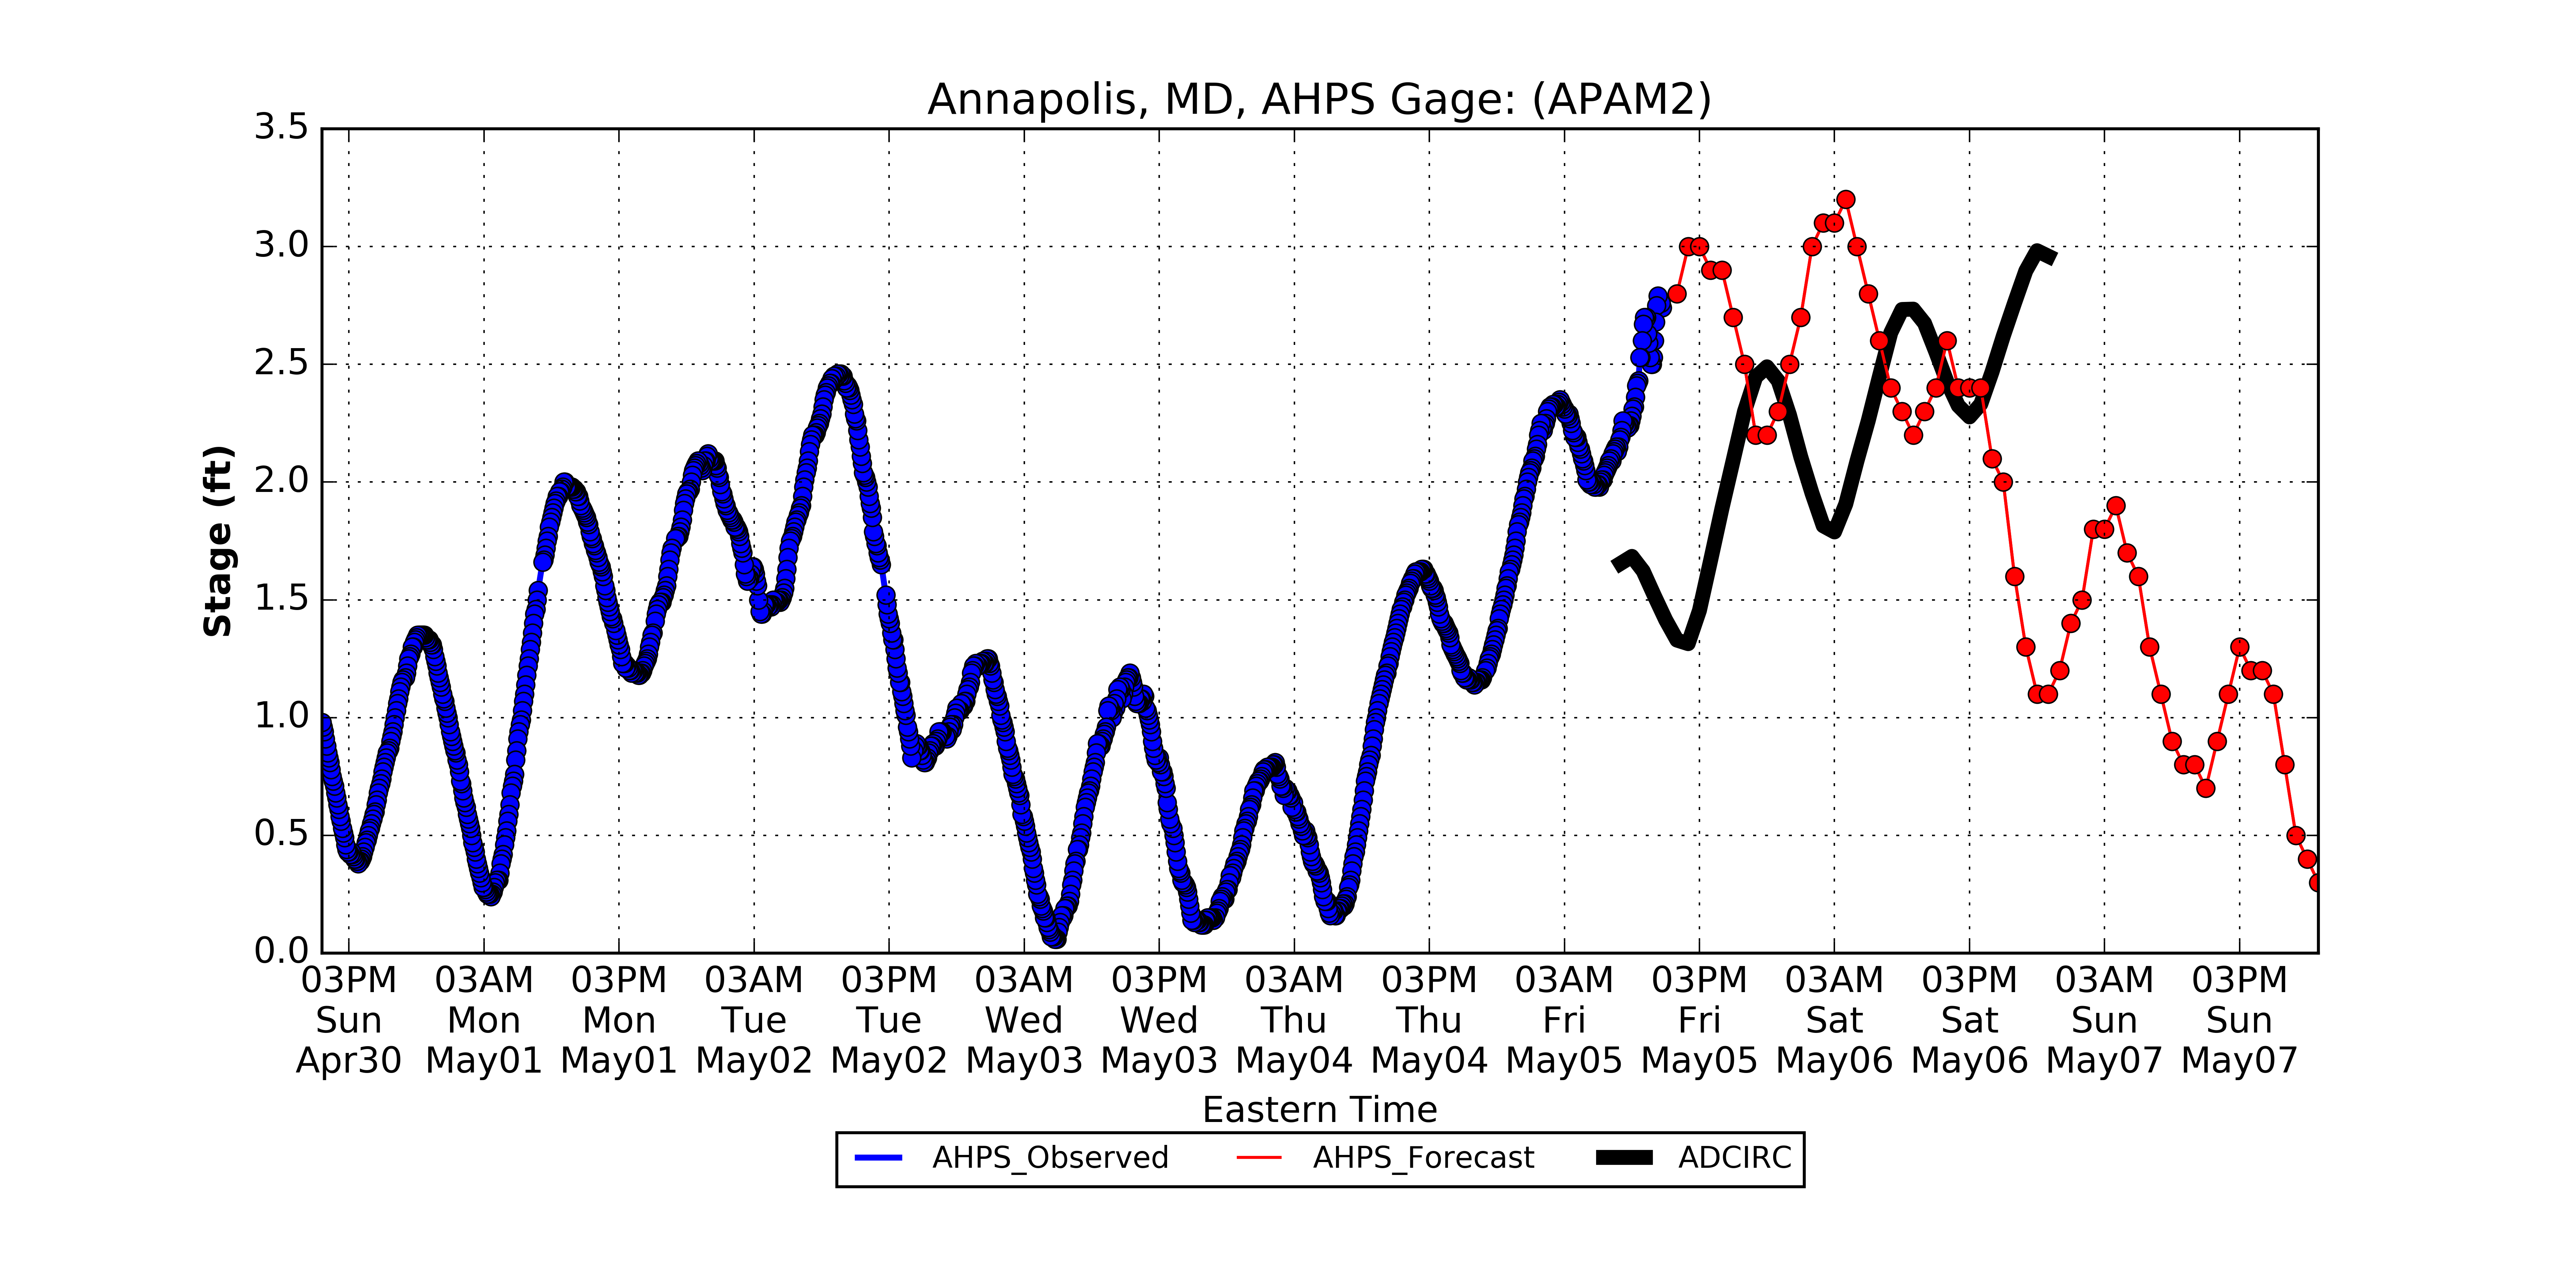 Annapolis, MD, AHPS Gage: (APAM2)
3.5
3.0
2.5
2.0
1.5
1.0
0.5
0.0
Stage (ft)
03PM 03AM 03PM 03AM 03PM 03AM 03PM 03AM 03PM 03AM 03PM 03AM 03PM 03AM 03PM
Sun Mon Mon Tue Tue Wed Wed Thu Thu Fri Fri Sat Sat Sun Sun
Apr30 May01 May01 May02 May02 May03 May03 May04 May04 May05 May05 May06 May06 May07 May07
Eastern Time
AHPS_Observed AHPS_Forecast ADCIRC